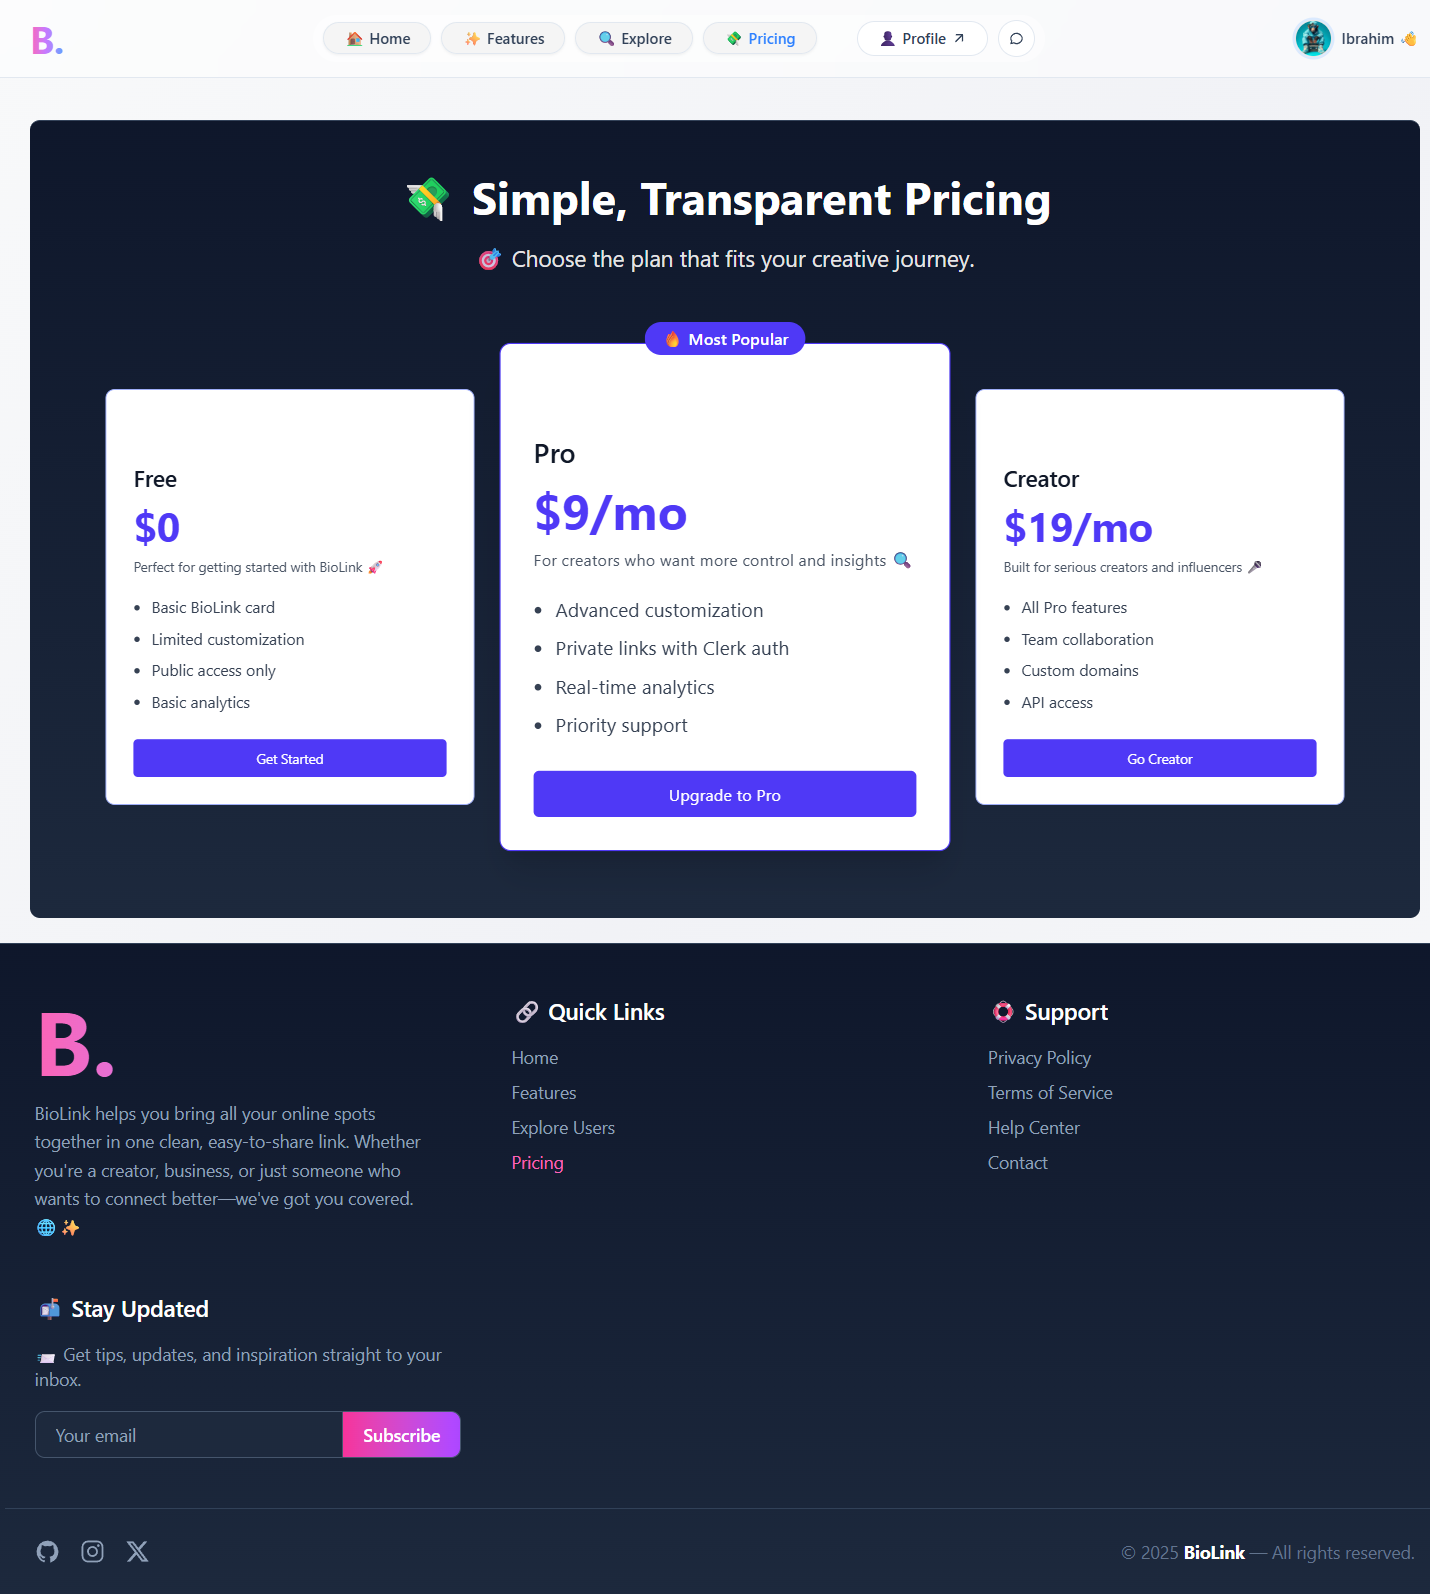 B.
🏠 Home
✨ Features
🔍 Explore
💸 Pricing
👤 Profile ↗
Ibrahim 👋
💸 Simple, Transparent Pricing
🎯 Choose the plan that fits your creative journey.
Free
$0
Perfect for getting started with BioLink 🚀
• Basic BioLink card
• Limited customization
• Public access only
• Basic analytics
Get Started
🔥 Most Popular
Pro
$9/mo
For creators who want more control and insights 🔍
• Advanced customization
• Private links with Clerk auth
• Real-time analytics
• Priority support
Upgrade to Pro
Creator
$19/mo
Built for serious creators and influencers 🎤
• All Pro features
• Team collaboration
• Custom domains
• API access
Go Creator
B.
BioLink helps you bring all your online spots
together in one clean, easy-to-share link. Whether
you're a creator, business, or just someone who
wants to connect better—we've got you covered.
🌐 ✨
🔗 Quick Links
Home
Features
Explore Users
Pricing
🛟 Support
Privacy Policy
Terms of Service
Help Center
Contact
📬 Stay Updated
📨 Get tips, updates, and inspiration straight to your
inbox.
Your email
Subscribe
© 2025 BioLink — All rights reserved.